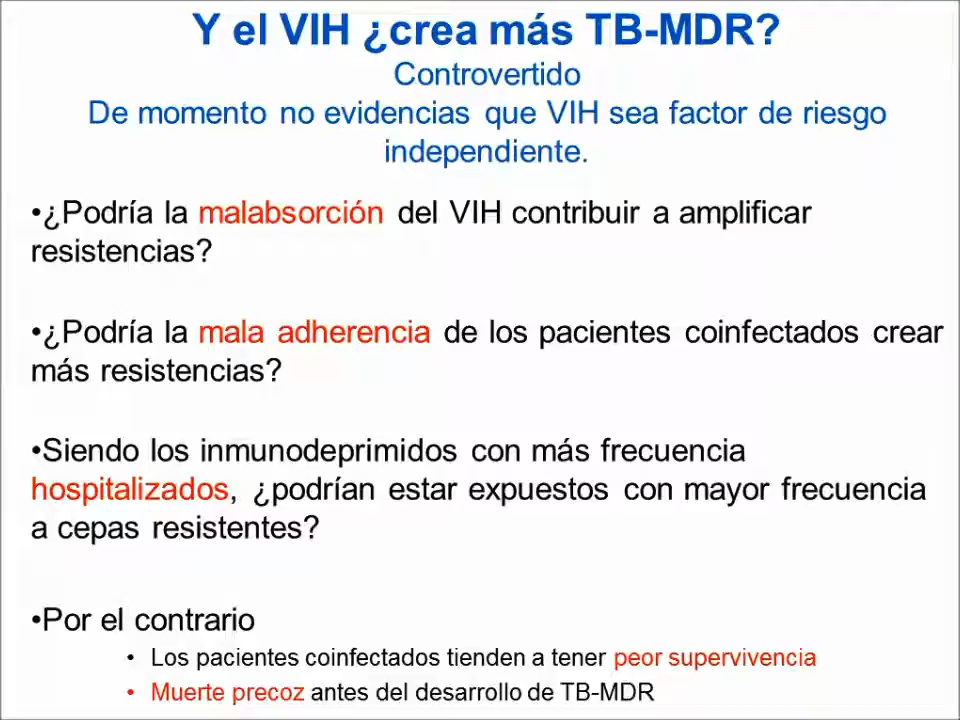 Y el VIH ¿crea más TB-MDR?
Controvertido
De momento no evidencias que VIH sea factor de riesgo
independiente.
•¿Podría la malabsorción del VIH contribuir a amplificar
resistencias?
•¿Podría la mala adherencia de los pacientes coinfectados crear
más resistencias?
•Siendo los inmunodeprimidos con más frecuencia
hospitalizados, ¿podrían estar expuestos con mayor frecuencia
a cepas resistentes?
•Por el contrario
• Los pacientes coinfectados tienden a tener peor supervivencia
• Muerte precoz antes del desarrollo de TB-MDR